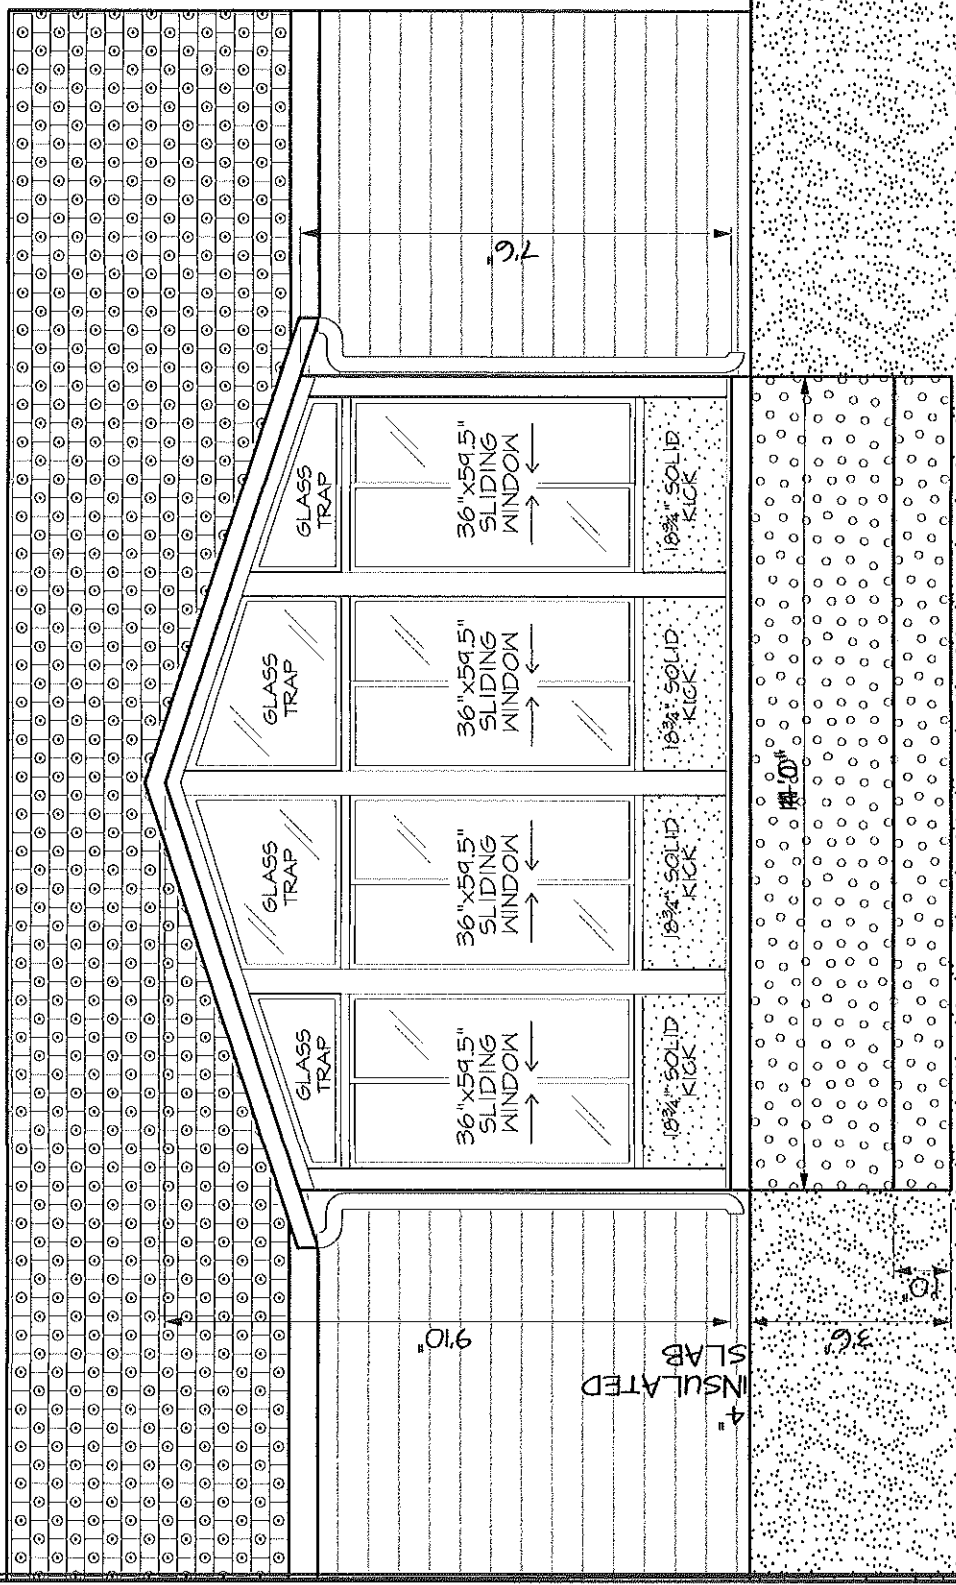 GLASS
TRAP
GLASS
TRAP
GLASS
TRAP
GLASS
TRAP
36"x59.5"
SLIDING
WINDOW
36"x59.5"
SLIDING
WINDOW
36"x59.5"
SLIDING
WINDOW
36"x59.5"
SLIDING
WINDOW
18¾" SOLID
KICK
18¾" SOLID
KICK
18¾" SOLID
KICK
18¾" SOLID
KICK
7'6"
9'10"
4"
INSULATED
SLAB
3'6"
1'0"